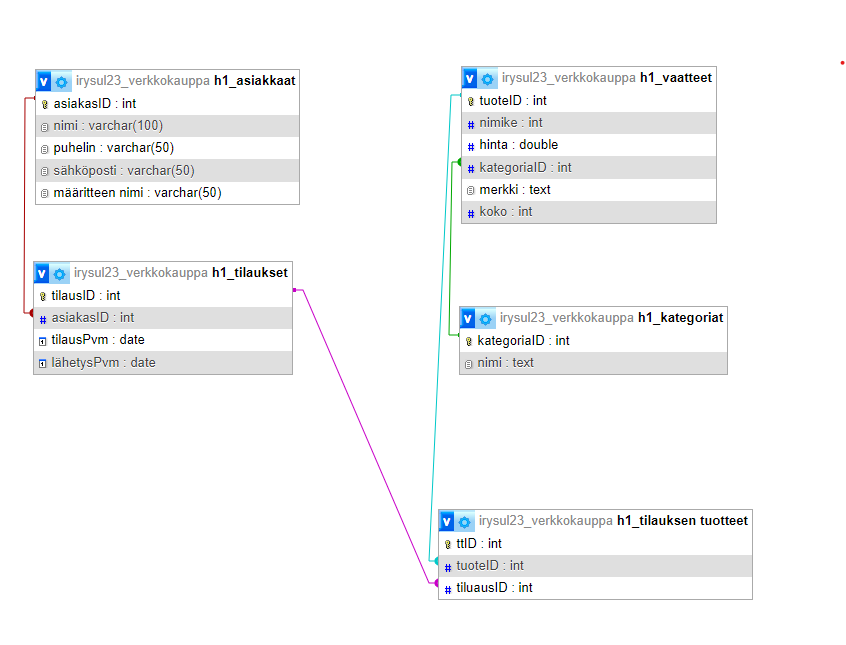 v irysul23_verkkokauppa h1_asiakkaat
asiakasID : int
nimi : varchar(100)
puhelin : varchar(50)
sähköposti : varchar(50)
määritteen nimi : varchar(50)
v irysul23_verkkokauppa h1_tilaukset
tilausID : int
# asiakasID : int
tilausPvm : date
lähetysPvm : date
v irysul23_verkkokauppa h1_vaatteet
tuoteID : int
# nimike : int
# hinta : double
# kategoriaID : int
merkki : text
# koko : int
v irysul23_verkkokauppa h1_kategoriat
kategoriaID : int
nimi : text
v irysul23_verkkokauppa h1_tilauksen tuotteet
ttID : int
# tuoteID : int
# tiluausID : int